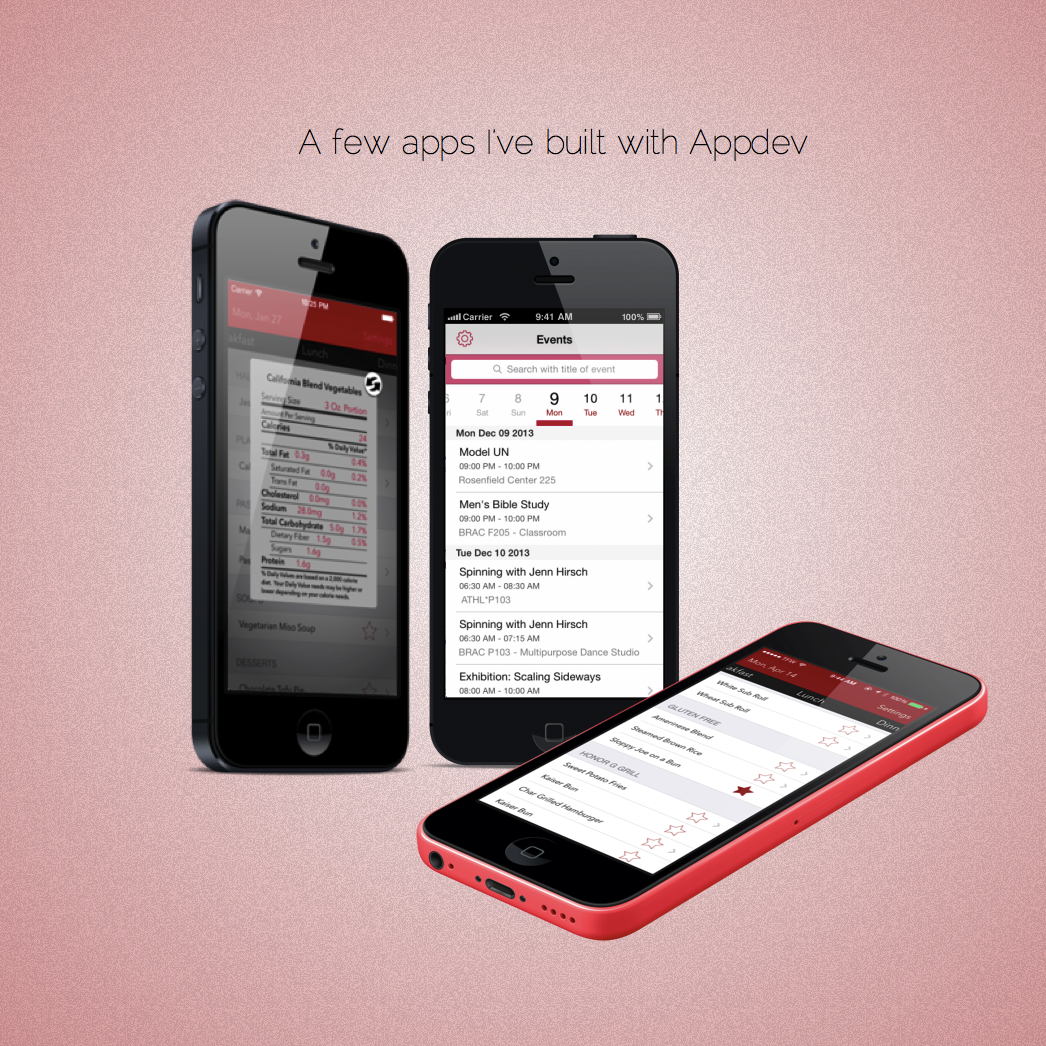 A few apps I've built with Appdev
Carrier 10:25 PM
Mon, Jan 27 Settings
akfast Lunch Dinn
California Blend Vegetables
Serving Size 3 Oz. Portion
Amount Per Serving
Calories 24
% Daily Value*
Total Fat 0.3g 0.4%
Saturated Fat 0.0g 0.2%
Trans Fat 0.0g
Cholesterol 0.0mg 0.0%
Sodium 28.0mg 1.2%
Total Carbohydrate 5.0g 1.7%
Dietary Fiber 1.5g 0.5%
Sugars 1.6g
Protein 1.6g
% Daily Values are based on a 2,000 calorie
diet. Your Daily Value needs may be higher or
lower depending on your calorie needs.
Vegetarian Miso Soup
DESSERTS
Carrier 9:41 AM 100%
Events
Search with title of event
6 7 8 9 10 11 1
ri Sat Sun Mon Tue Wed Th
Mon Dec 09 2013
Model UN
09:00 PM - 10:00 PM
Rosenfield Center 225
Men's Bible Study
09:00 PM - 10:00 PM
BRAC F205 - Classroom
Tue Dec 10 2013
Spinning with Jenn Hirsch
06:30 AM - 08:30 AM
ATHL*P103
Spinning with Jenn Hirsch
06:30 AM - 07:15 AM
BRAC P103 - Multipurpose Dance Studio
Exhibition: Scaling Sideways
08:00 AM - 10:00 AM
TFW 9:44 AM 100%
Mon, Apr 14 Settings
akfast Lunch Dinn
White Sub Roll
Wheat Sub Roll
GLUTEN FREE
Amerinese Blend
Steamed Brown Rice
Sloppy Joe on a Bun
HONOR G GRILL
Sweet Potato Fries
Kaiser Bun
Char Grilled Hamburger
Kaiser Bun